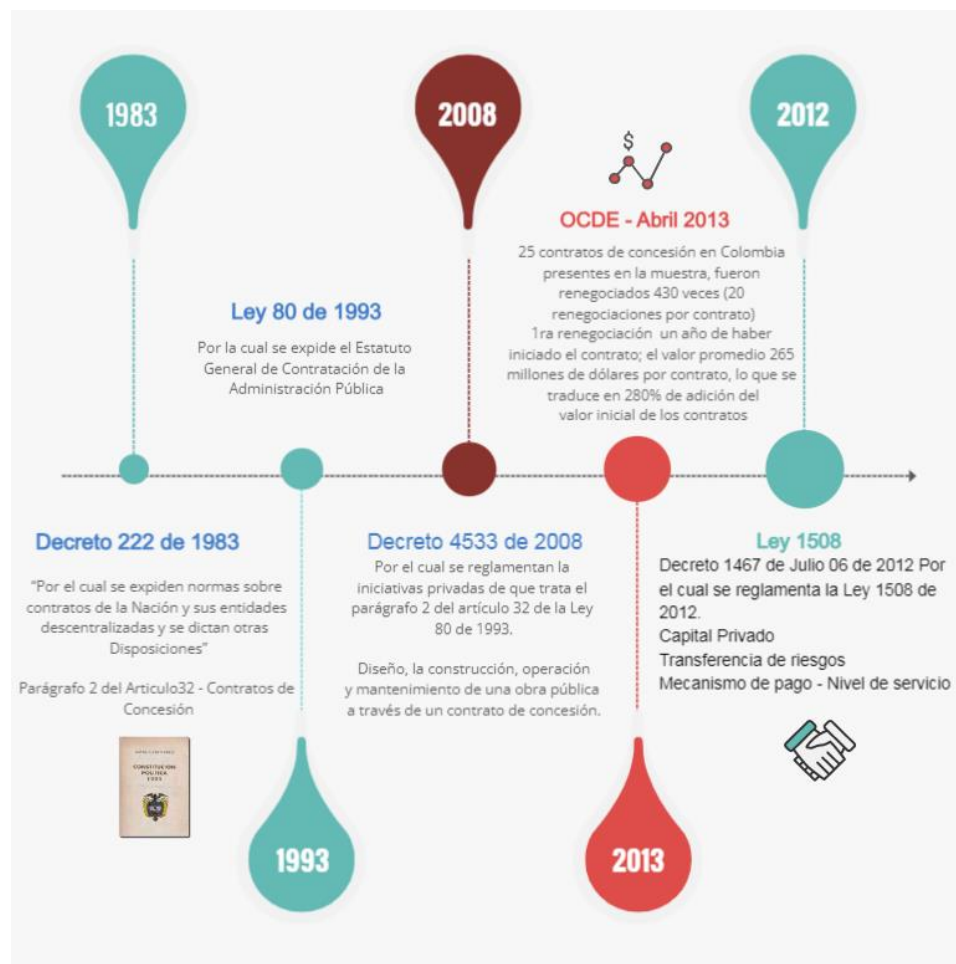 1983
2008
2012
$
OCDE - Abril 2013
25 contratos de concesión en Colombia
presentes en la muestra, fueron
renegociados 430 veces (20
renegociaciones por contrato)
1ra renegociación un año de haber
iniciado el contrato; el valor promedio 265
millones de dólares por contrato, lo que se
traduce en 280% de adición del
valor inicial de los contratos
Ley 80 de 1993
Por la cual se expide el Estatuto
General de Contratación de la
Administración Pública
Decreto 222 de 1983
"Por el cual se expiden normas sobre
contratos de la Nación y sus entidades
descentralizadas y se dictan otras
Disposiciones"
Parágrafo 2 del Articulo32 - Contratos de
Concesión
CONSTITUCION
POLITICA
Decreto 4533 de 2008
Por el cual se reglamentan la
iniciativas privadas de que trata el
parágrafo 2 del artículo 32 de la Ley
80 de 1993.
Diseño, la construcción, operación
y mantenimiento de una obra pública
a través de un contrato de concesión.
Ley 1508
Decreto 1467 de Julio 06 de 2012 Por
el cual se reglamenta la Ley 1508 de
2012.
Capital Privado
Transferencia de riesgos
Mecanismo de pago - Nivel de servicio
1993
2013